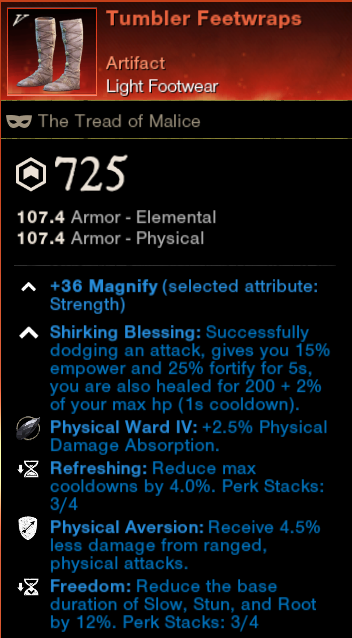 Tumbler Feetwraps
V
Artifact
Light Footwear
The Tread of Malice
725
107.4 Armor - Elemental
107.4 Armor - Physical
+36 Magnify (selected attribute:
Strength)
Shirking Blessing: Successfully
dodging an attack, gives you 15%
empower and 25% fortify for 5s,
you are also healed for 200 + 2%
of your max hp (1s cooldown).
Physical Ward IV: +2.5% Physical
Damage Absorption.
Refreshing: Reduce max
cooldowns by 4.0%. Perk Stacks:
3/4
Physical Aversion: Receive 4.5%
less damage from ranged,
physical attacks.
Freedom: Reduce the base
duration of Slow, Stun, and Root
by 12%. Perk Stacks: 3/4